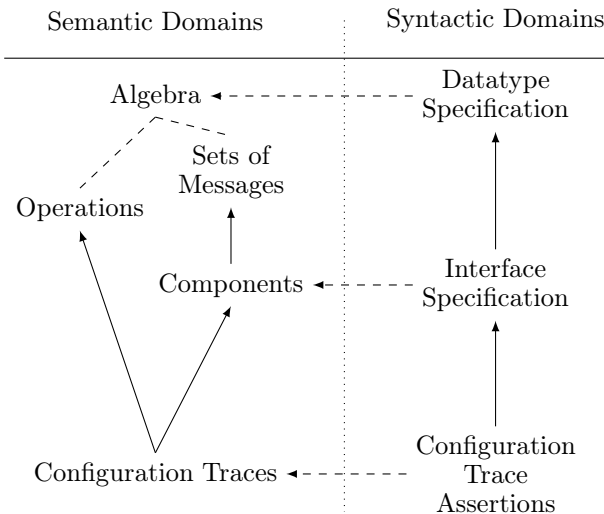 Semantic Domains
Syntactic Domains
Algebra
Datatype
Specification
Sets of
Messages
Operations
Components
Interface
Specification
Configuration Traces
Configuration
Trace
Assertions